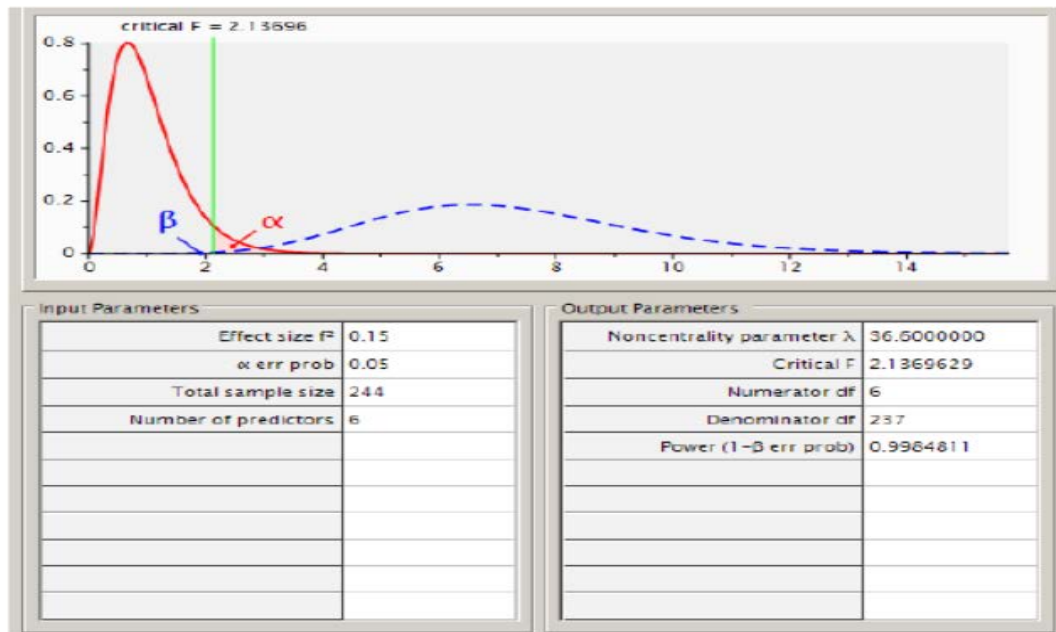 critical F = 2.13696
0.8
0.6
0.4
0.2
0
β
α
0 2 4 6 8 10 12 14
Input Parameters
Effect size f² 0.15
α err prob 0.05
Total sample size 244
Number of predictors 6
Output Parameters
Noncentrality parameter λ 36.6000000
Critical F 2.1369629
Numerator df 6
Denominator df 237
Power (1-β err prob) 0.9984811